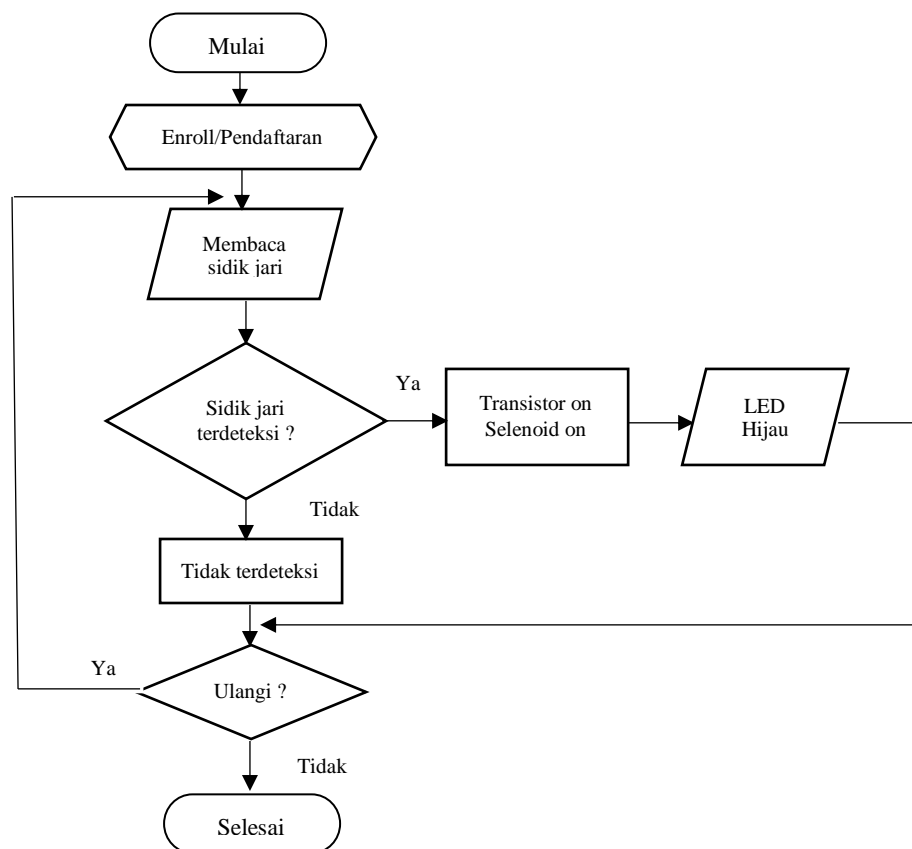 Mulai
Enroll/Pendaftaran
Membaca
sidik jari
Sidik jari
terdeteksi ?
Ya
Transistor on
Selenoid on
LED
Hijau
Tidak
Tidak terdeteksi
Ya
Ulangi ?
Tidak
Selesai